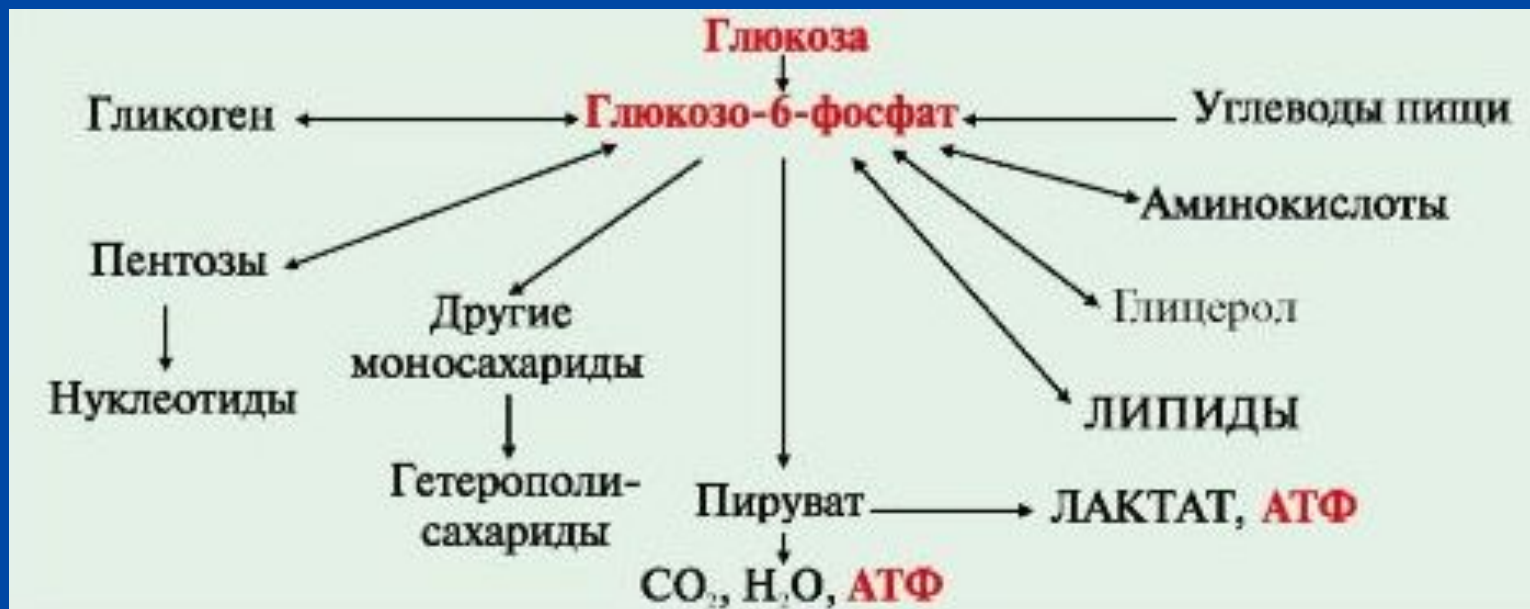 Глюкоза
Гликоген
Глюкозо-6-фосфат
Углеводы пищи
Аминокислоты
Пентозы
Глицерол
Другие
моносахариды
Нуклеотиды
ЛИПИДЫ
Гетерополи-
сахариды
Пируват
ЛАКТАТ, АТФ
CO₂, H₂O, АТФ